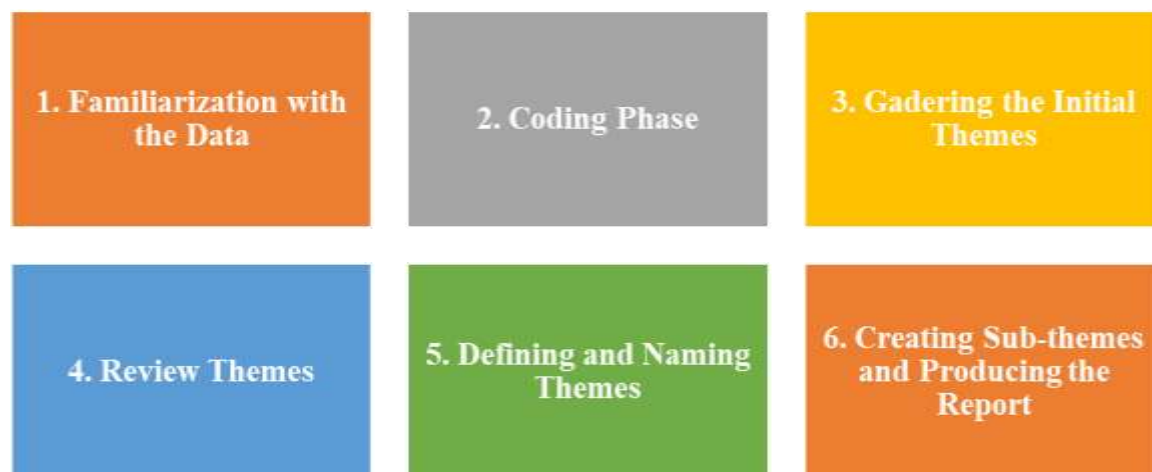 1. Familiarization with
the Data
2. Coding Phase
3. Gadering the Initial
Themes
4. Review Themes
5. Defining and Naming
Themes
6. Creating Sub-themes
and Producing the
Report